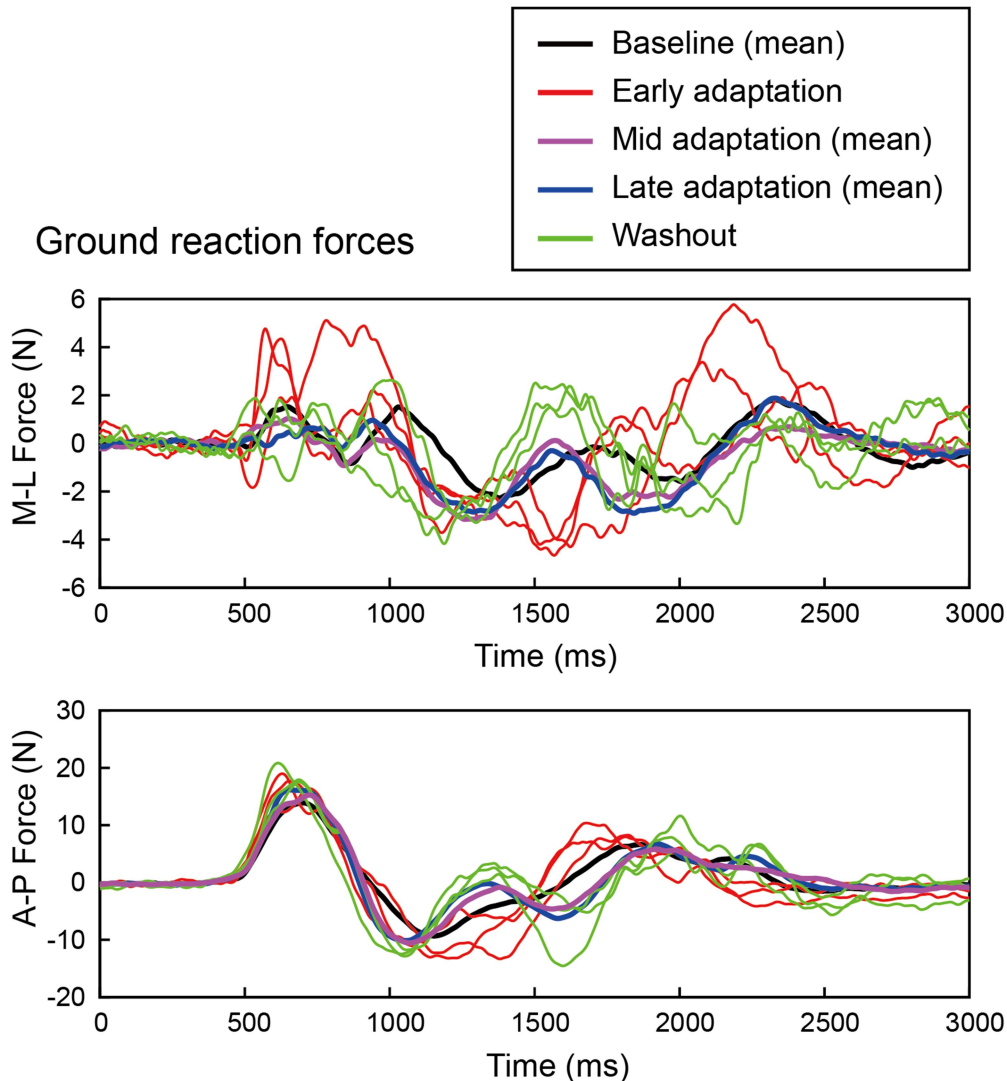 Baseline (mean)
Early adaptation
Mid adaptation (mean)
Late adaptation (mean)
Washout
Ground reaction forces
M-L Force (N)
6
4
2
0
-2
-4
-6
0 500 1000 1500 2000 2500 3000
Time (ms)
A-P Force (N)
30
20
10
0
-10
-20
0 500 1000 1500 2000 2500 3000
Time (ms)